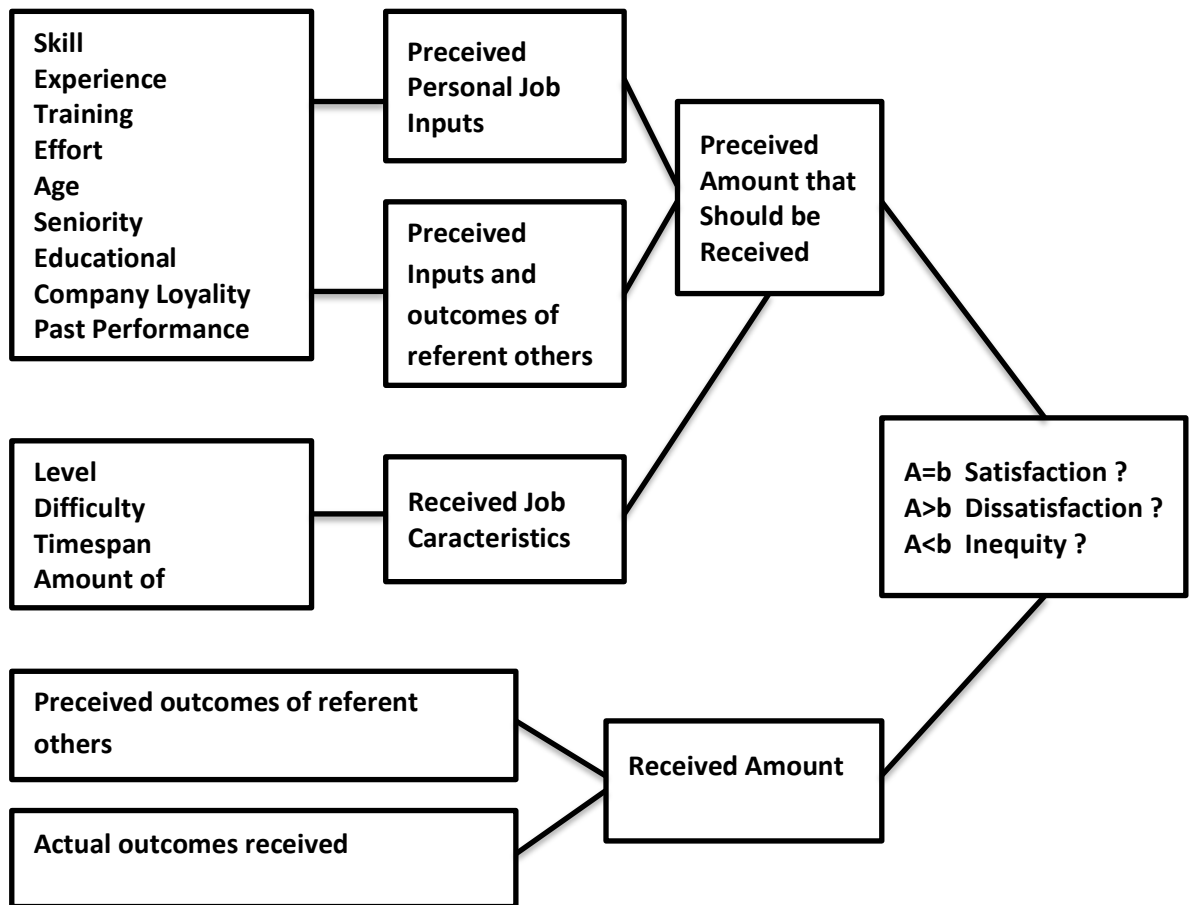 Skill
Experience
Training
Effort
Age
Seniority
Educational
Company Loyality
Past Performance
Preceived
Personal Job
Inputs
Preceived
Inputs and
outcomes of
referent others
Preceived
Amount that
Should be
Received
Level
Difficulty
Timespan
Amount of
Received Job
Caracteristics
A=b Satisfaction ?
A>b Dissatisfaction ?
A<b Inequity ?
Preceived outcomes of referent
others
Actual outcomes received
Received Amount